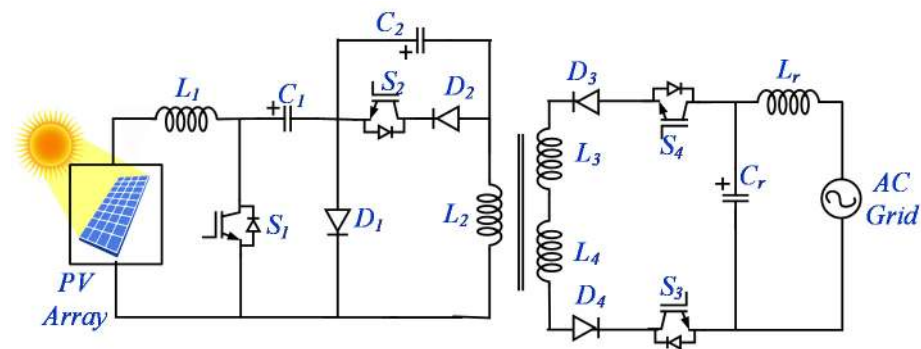 C2
+
L1
+
C1
S2
D2
D3
Lr
L3
S4
S1
D1
L2
Cr
+
AC
Grid
L4
PV
Array
D4
S3